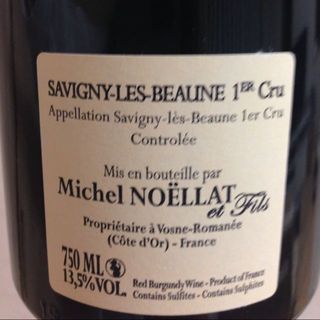 SAVIGNY-LES-BEAUNE 1ER CRU
Appellation Savigny-lès-Beaune 1er Cru
Controlée
Mis en bouteille par
Michel NOËLLAT
et Fils
Propriétaire à Vosne-Romanée
(Côte d'Or) - France
750 ML
13,5%VOL.
Red Burgundy Wine - Product of France
Contains Sulfites - Contains Sulphites